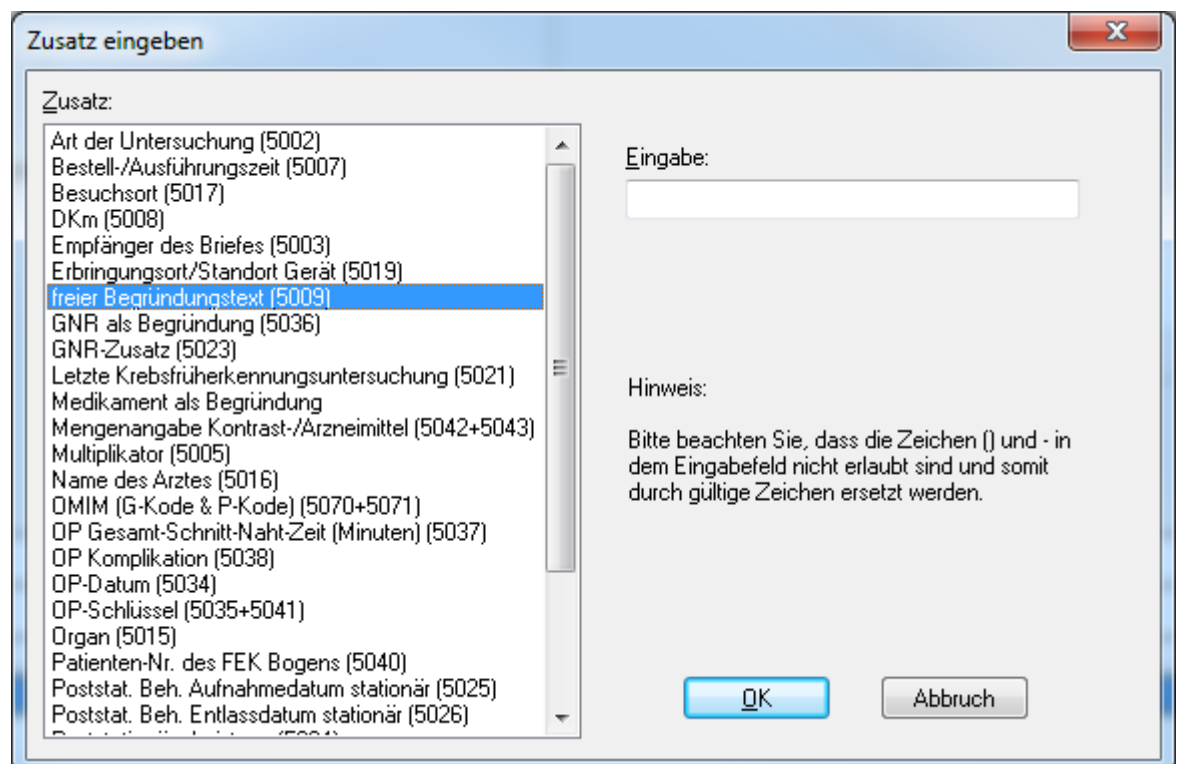 Zusatz eingeben
Zusatz:
Art der Untersuchung (5002)
Bestell-/Ausführungszeit (5007)
Besuchsort (5017)
DKm (5008)
Empfänger des Briefes (5003)
Erbringungsort/Standort Gerät (5019)
freier Begründungstext (5009)
GNR als Begründung (5036)
GNR-Zusatz (5023)
Letzte Krebsfrüherkennungsuntersuchung (5021)
Medikament als Begründung
Mengenangabe Kontrast-/Arzneimittel (5042+5043)
Multiplikator (5005)
Name des Arztes (5016)
OMIM (G-Kode & P-Kode) (5070+5071)
OP Gesamt-Schnitt-Naht-Zeit (Minuten) (5037)
OP Komplikation (5038)
OP-Datum (5034)
OP-Schlüssel (5035+5041)
Organ (5015)
Patienten-Nr. des FEK Bogens (5040)
Poststat. Beh. Aufnahmedatum stationär (5025)
Poststat. Beh. Entlassdatum stationär (5026)
Eingabe:
Hinweis:
Bitte beachten Sie, dass die Zeichen () und - in
dem Eingabefeld nicht erlaubt sind und somit
durch gültige Zeichen ersetzt werden.
OK
Abbruch